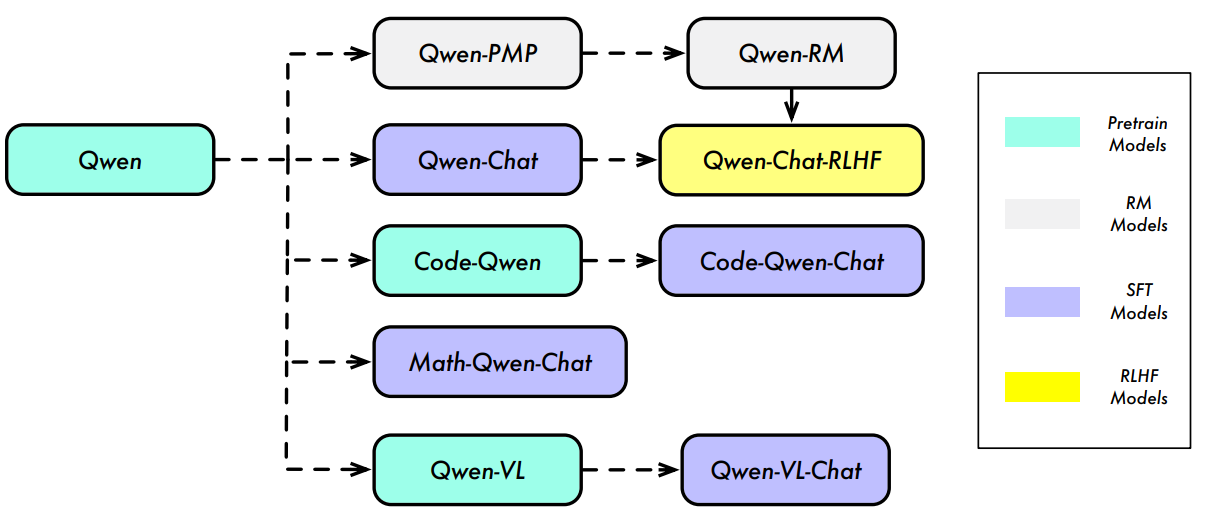 Qwen-PMP
Qwen-RM
Qwen
Qwen-Chat
Qwen-Chat-RLHF
Code-Qwen
Code-Qwen-Chat
Math-Qwen-Chat
Qwen-VL
Qwen-VL-Chat
Pretrain
Models
RM
Models
SFT
Models
RLHF
Models